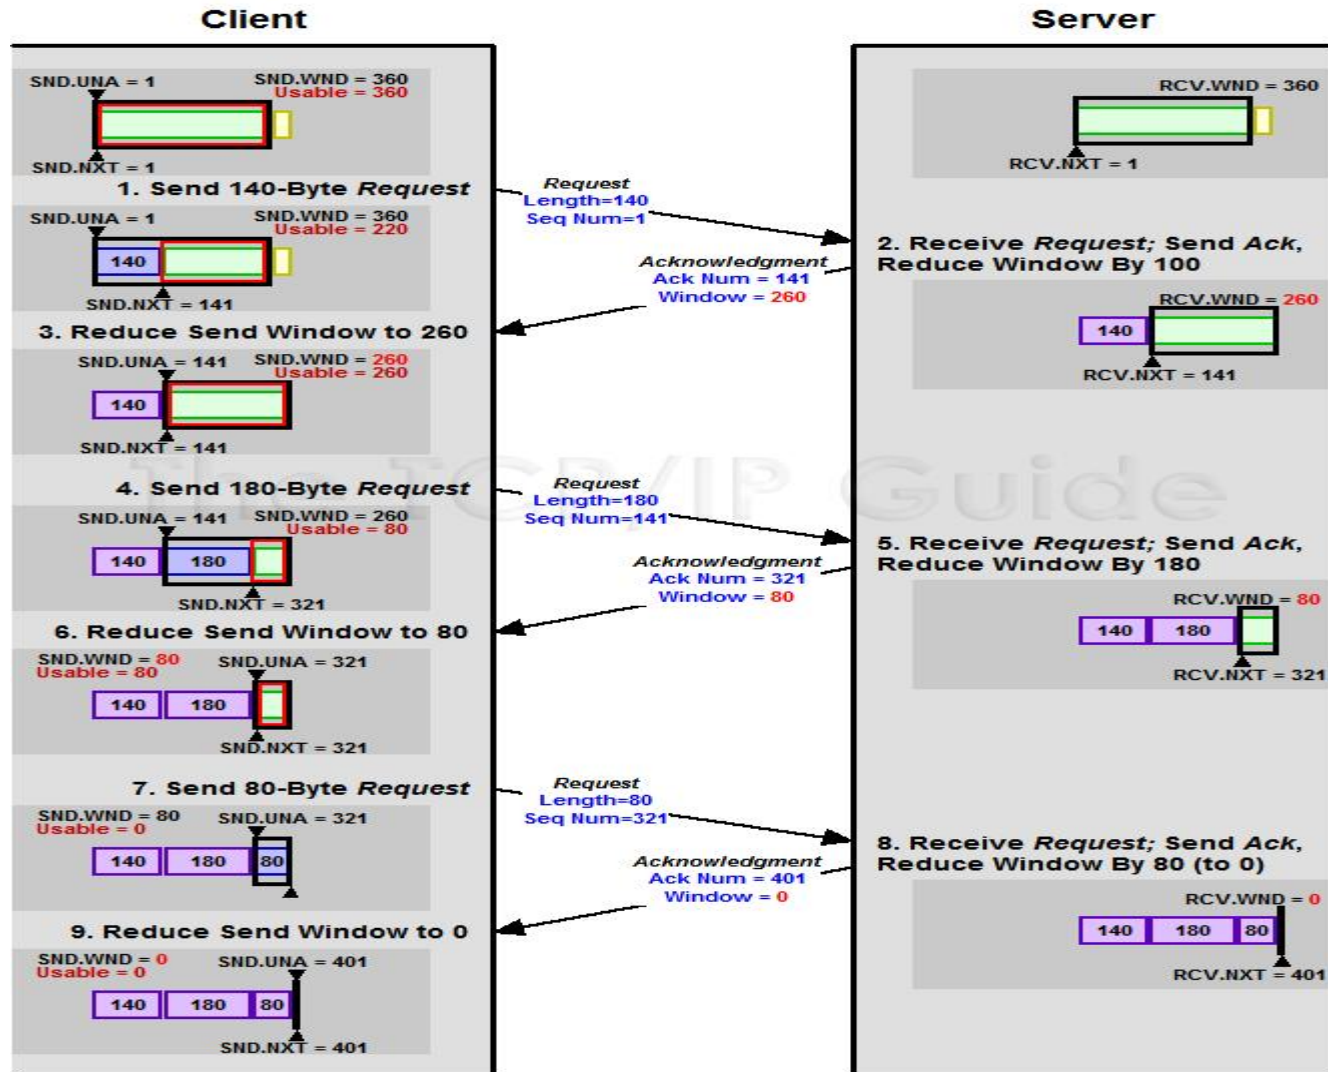 Client
Server
SND.UNA = 1
SND.WND = 360
Usable = 360
SND.NXT = 1
RCV.WND = 360
RCV.NXT = 1
1. Send 140-Byte Request
Request
Length=140
Seq Num=1
SND.UNA = 1
SND.WND = 360
Usable = 220
140
SND.NXT = 141
2. Receive Request; Send Ack,
Reduce Window By 100
Acknowledgment
Ack Num = 141
Window = 260
RCV.WND = 260
140
RCV.NXT = 141
3. Reduce Send Window to 260
SND.UNA = 141
SND.WND = 260
Usable = 260
140
SND.NXT = 141
The TCP/IP Guide
4. Send 180-Byte Request
Request
Length=180
Seq Num=141
SND.UNA = 141
SND.WND = 260
Usable = 80
140
180
SND.NXT = 321
5. Receive Request; Send Ack,
Reduce Window By 180
Acknowledgment
Ack Num = 321
Window = 80
RCV.WND = 80
140
180
RCV.NXT = 321
6. Reduce Send Window to 80
SND.WND = 80
Usable = 80
SND.UNA = 321
140
180
SND.NXT = 321
7. Send 80-Byte Request
Request
Length=80
Seq Num=321
SND.WND = 80
Usable = 0
SND.UNA = 321
140
180
80
8. Receive Request; Send Ack,
Reduce Window By 80 (to 0)
Acknowledgment
Ack Num = 401
Window = 0
RCV.WND = 0
140
180
80
RCV.NXT = 401
9. Reduce Send Window to 0
SND.WND = 0
Usable = 0
SND.UNA = 401
140
180
80
SND.NXT = 401